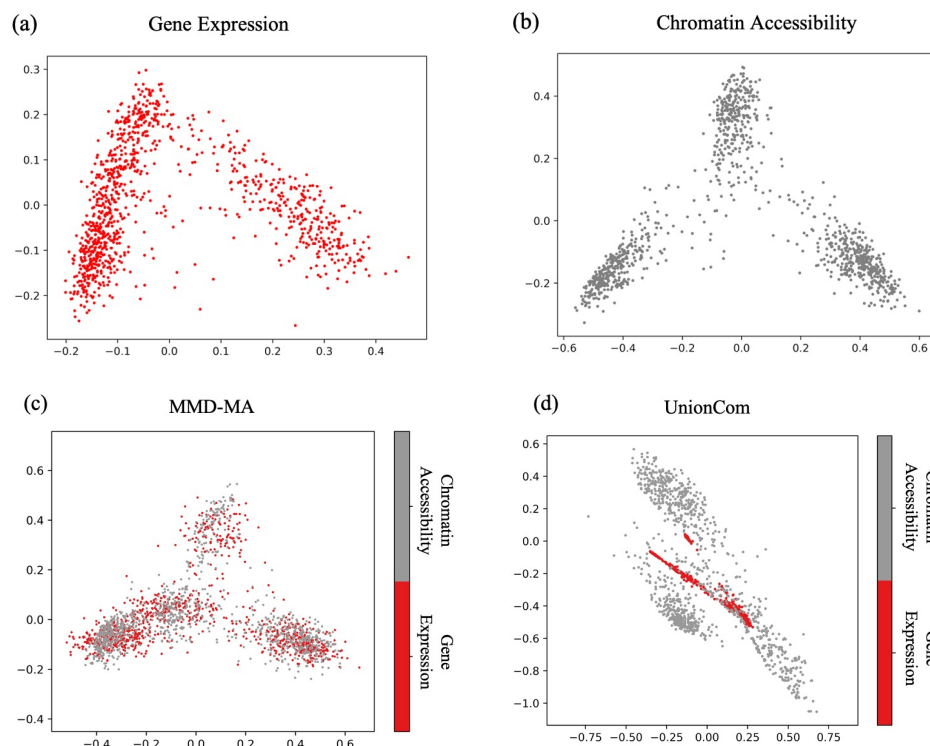 (a)
Gene Expression
0.3
0.2
0.1
0.0
−0.1
−0.2
−0.2 −0.1 0.0 0.1 0.2 0.3 0.4
(b)
Chromatin Accessibility
0.4
0.2
0.0
−0.2
−0.6 −0.4 −0.2 0.0 0.2 0.4 0.6
(c)
MMD-MA
0.6
0.4
0.2
0.0
−0.2
−0.4
−0.4 −0.2 0.0 0.2 0.4 0.6
Chromatin
Accessibility
Gene
Expression
(d)
UnionCom
0.6
0.4
0.2
0.0
−0.2
−0.4
−0.6
−0.8
−1.0
−0.75 −0.50 −0.25 0.00 0.25 0.50 0.75
Chromatin
Accessibility
Gene
Expression